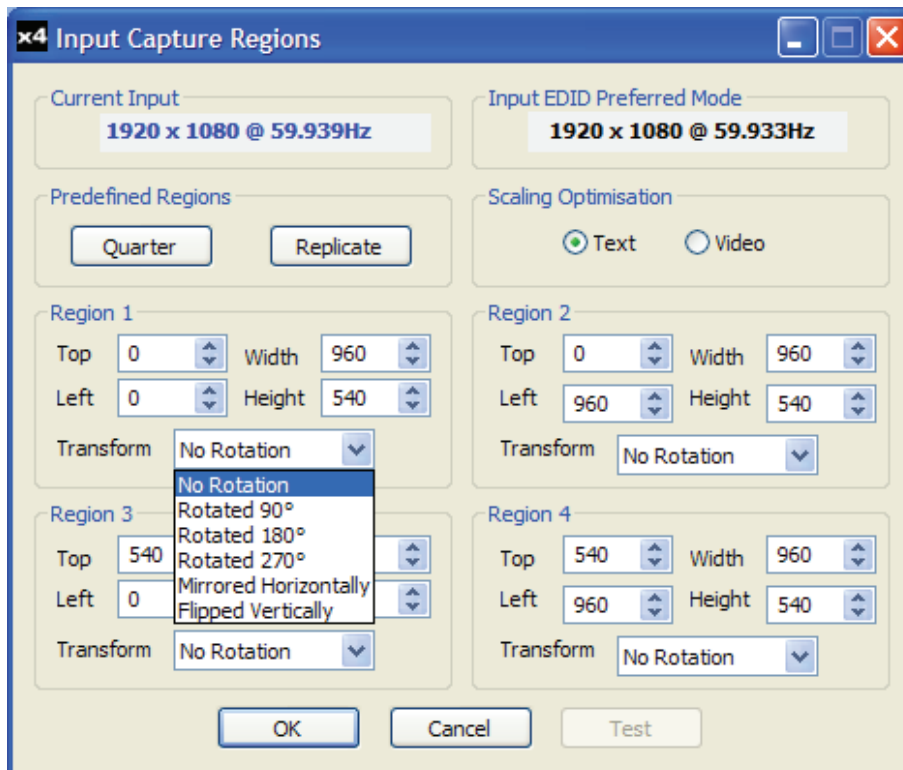 x4 Input Capture Regions
Current Input
1920 x 1080 @ 59.939Hz
Input EDID Preferred Mode
1920 x 1080 @ 59.933Hz
Predefined Regions
Quarter Replicate
Scaling Optimisation
Text Video
Region 1
Top 0 Width 960
Left 0 Height 540
Transform No Rotation
No Rotation
Rotated 90°
Rotated 180°
Rotated 270°
Mirrored Horizontally
Flipped Vertically
Region 2
Top 0 Width 960
Left 960 Height 540
Transform No Rotation
Region 3
Top 540
Left 0
Transform No Rotation
Region 4
Top 540 Width 960
Left 960 Height 540
Transform No Rotation
OK Cancel Test